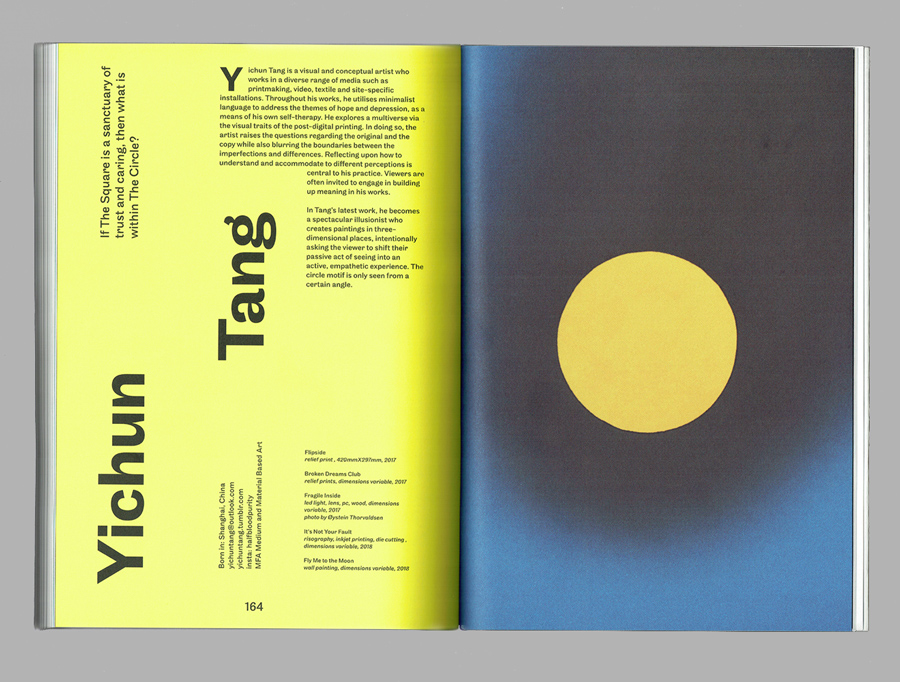 If The Square is a sanctuary of
trust and caring, then what is
within The Circle?
Yichun
Tang
Yichun Tang is a visual and conceptual artist who
works in a diverse range of media such as
printmaking, video, textile and site-specific
installations. Throughout his works, he utilises minimalist
language to address the themes of hope and depression, as a
means of his own self-therapy. He explores a multiverse via
the visual traits of the post-digital printing. In doing so, the
artist raises the questions regarding the original and the
copy while also blurring the boundaries between the
imperfections and differences. Reflecting upon how to
understand and accommodate to different perceptions is
central to his practice. Viewers are
often invited to engage in building
up meaning in his works.
In Tang's latest work, he becomes
a spectacular illusionist who
creates paintings in three-
dimensional places, intentionally
asking the viewer to shift their
passive act of seeing into an
active, empathetic experience. The
circle motif is only seen from a
certain angle.
Born in: Shanghai, China
yichuntang@outlook.com
yichuntang.tumblr.com
insta: halfbloodpurity
MFA Medium and Material Based Art
Flipside
relief print , 420mmX297mm, 2017
Broken Dreams Club
relief prints, dimensions variable, 2017
Fragile Inside
led light, lens, pc, wood, dimensions
variable, 2017
photo by Øystein Thorvaldsen
It's Not Your Fault
risography, inkjet printing, die cutting ,
dimensions variable, 2018
Fly Me to the Moon
wall painting, dimensions variable, 2018
164